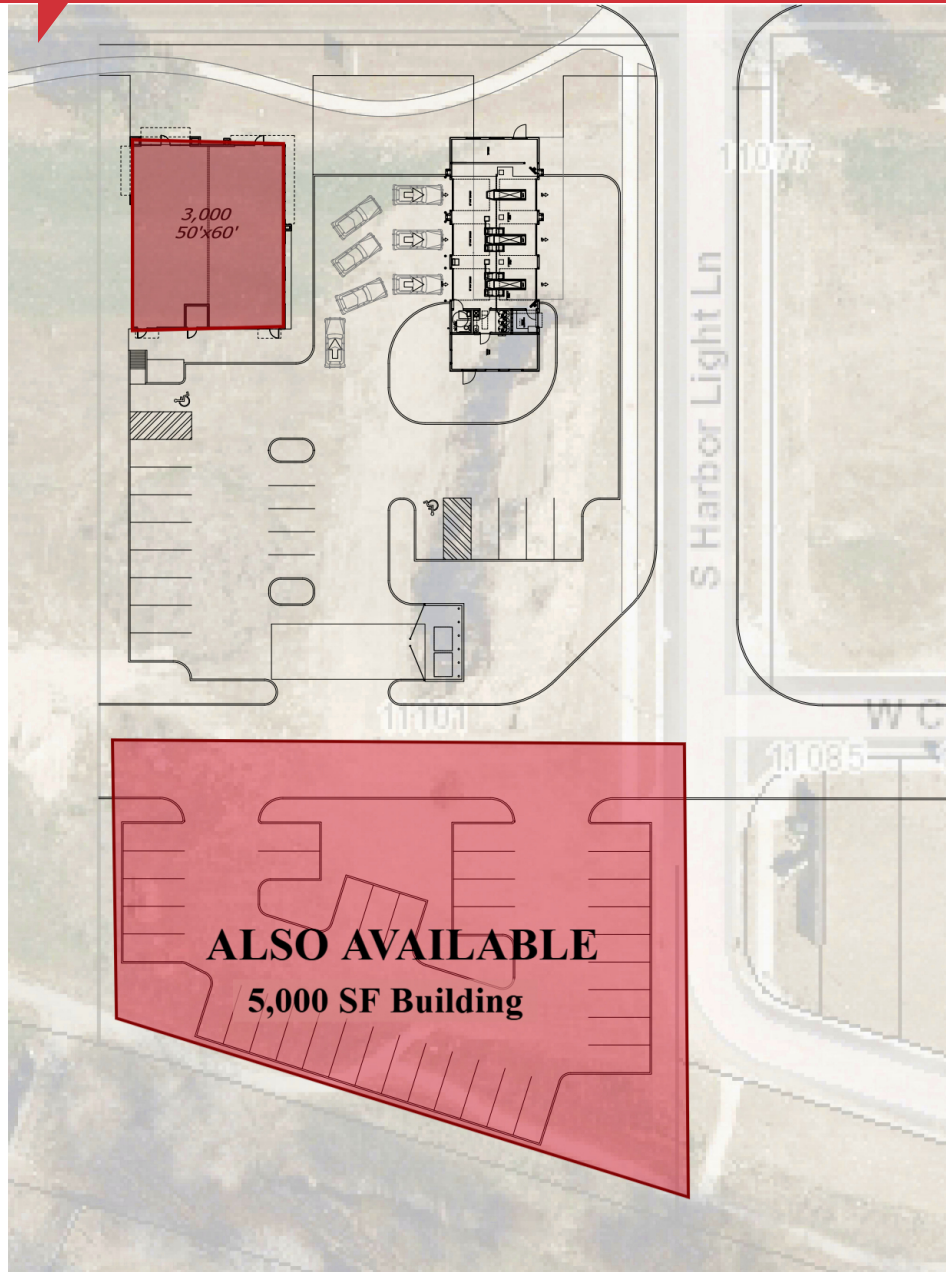 11077
3,000
50'x60'
S Harbor Light Ln
11101
W C
11085
ALSO AVAILABLE
5,000 SF Building